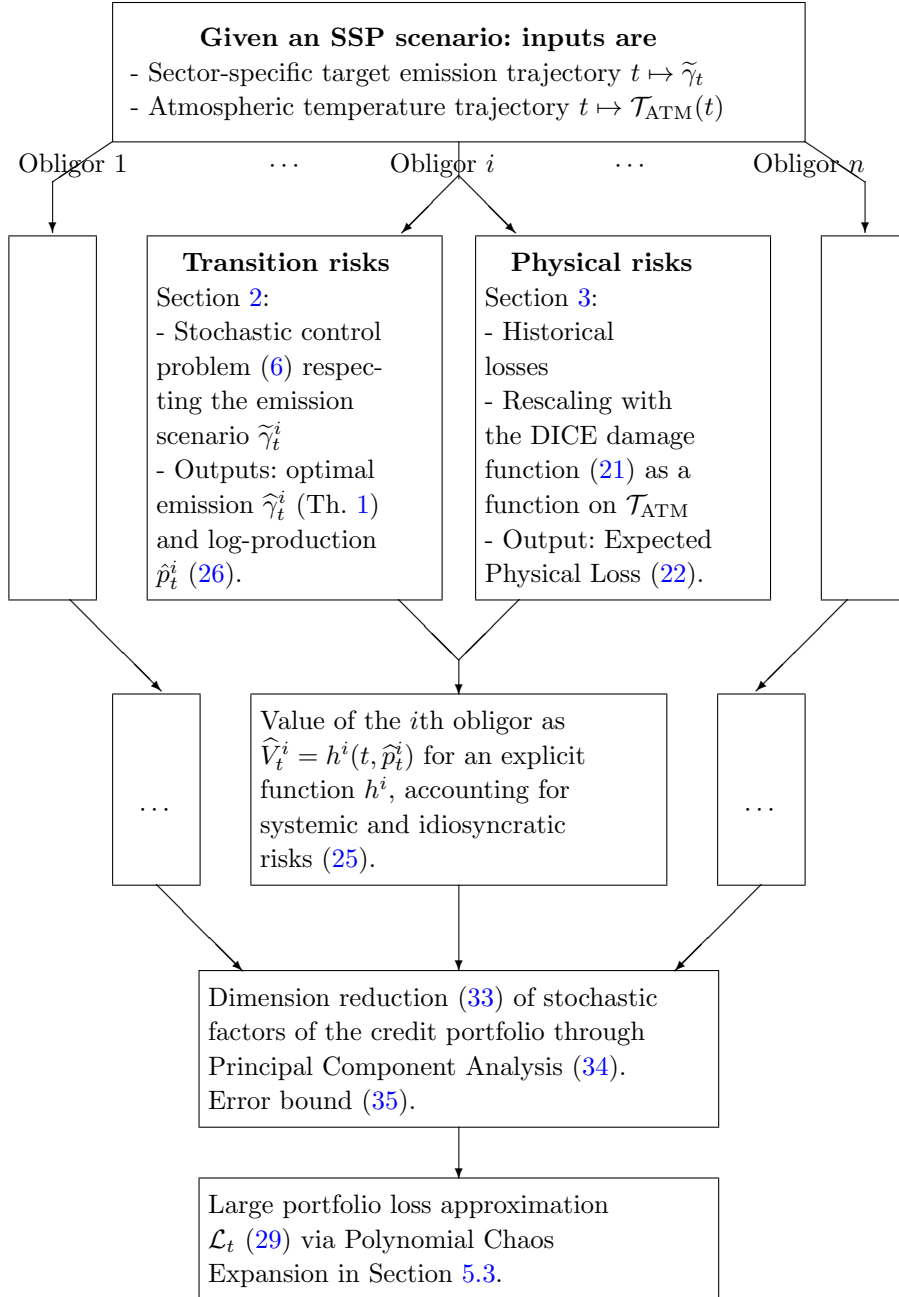 Given an SSP scenario: inputs are
- Sector-specific target emission trajectory t ↦ γ̃_t
- Atmospheric temperature trajectory t ↦ 𝒯_ATM(t)
Obligor 1 ... Obligor i ... Obligor n
Transition risks
Section 2:
- Stochastic control
problem (6) respec-
ting the emission
scenario γ̃_t^i
- Outputs: optimal
emission γ̂_t^i (Th. 1)
and log-production
p̂_t^i (26).
Physical risks
Section 3:
- Historical
losses
- Rescaling with
the DICE damage
function (21) as a
function on 𝒯_ATM
- Output: Expected
Physical Loss (22).
...
Value of the ith obligor as
V̂_t^i = h^i(t, p̂_t^i) for an explicit
function h^i, accounting for
systemic and idiosyncratic
risks (25).
...
Dimension reduction (33) of stochastic
factors of the credit portfolio through
Principal Component Analysis (34).
Error bound (35).
Large portfolio loss approximation
ℒ_t (29) via Polynomial Chaos
Expansion in Section 5.3.